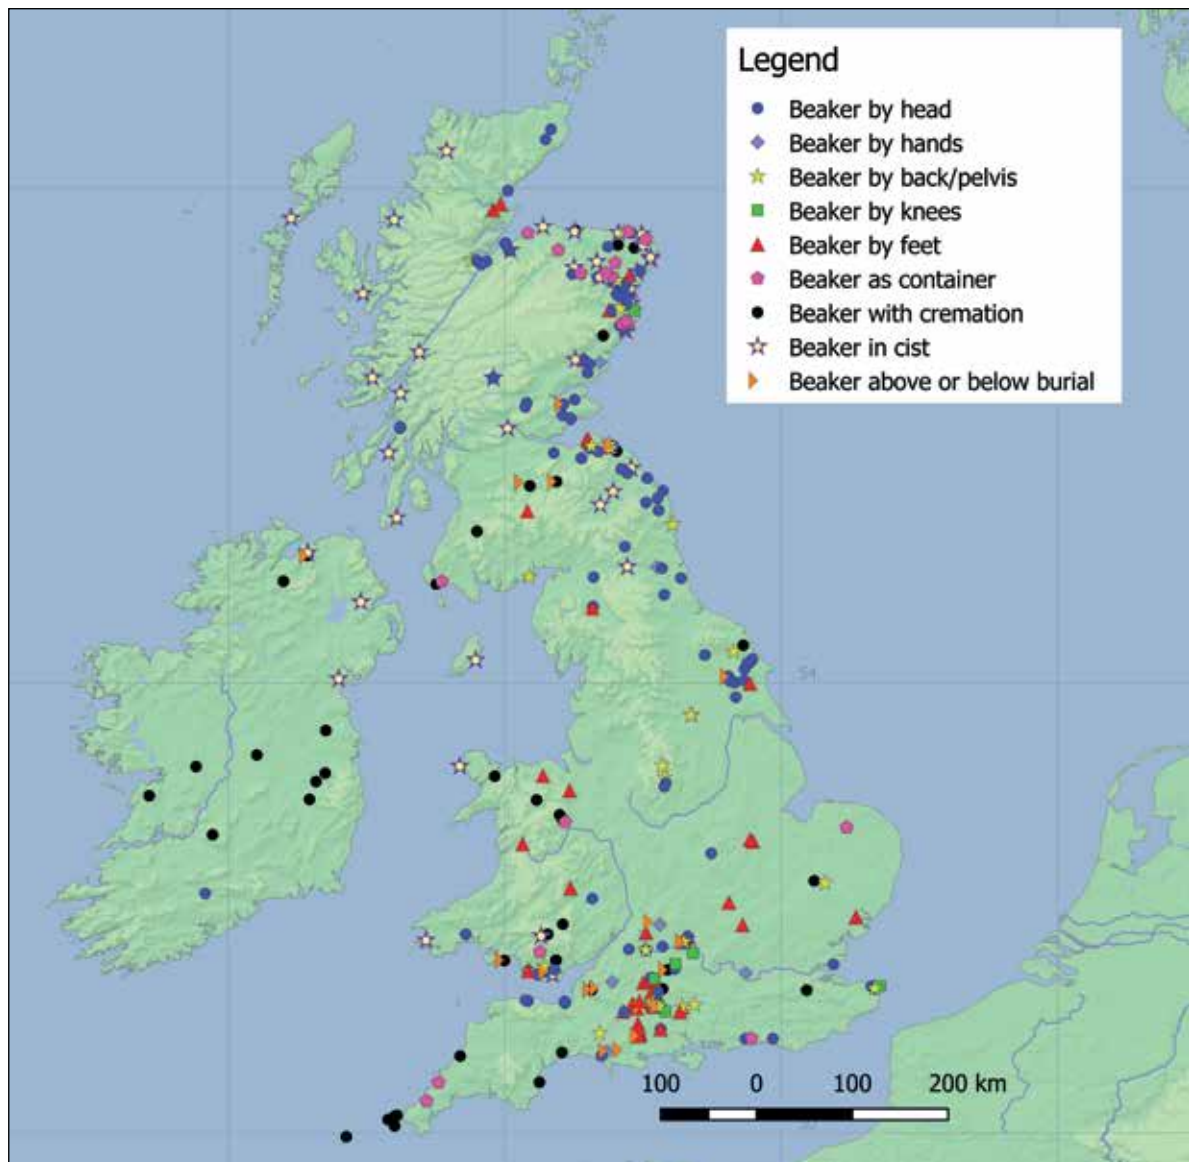 Legend
Beaker by head
Beaker by hands
Beaker by back/pelvis
Beaker by knees
Beaker by feet
Beaker as container
Beaker with cremation
Beaker in cist
Beaker above or below burial
54
100 0 100 200 km